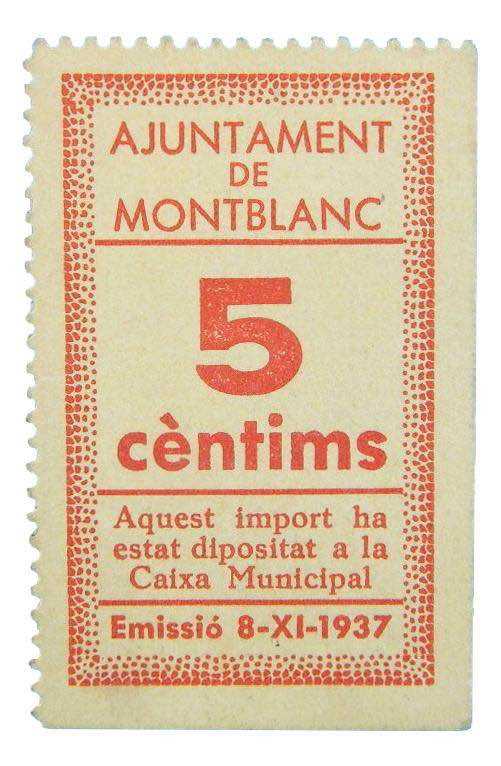 AJUNTAMENT
DE
MONTBLANC
5
cèntims
Aquest import ha
estat dipositat a la
Caixa Municipal
Emissió 8-XI-1937